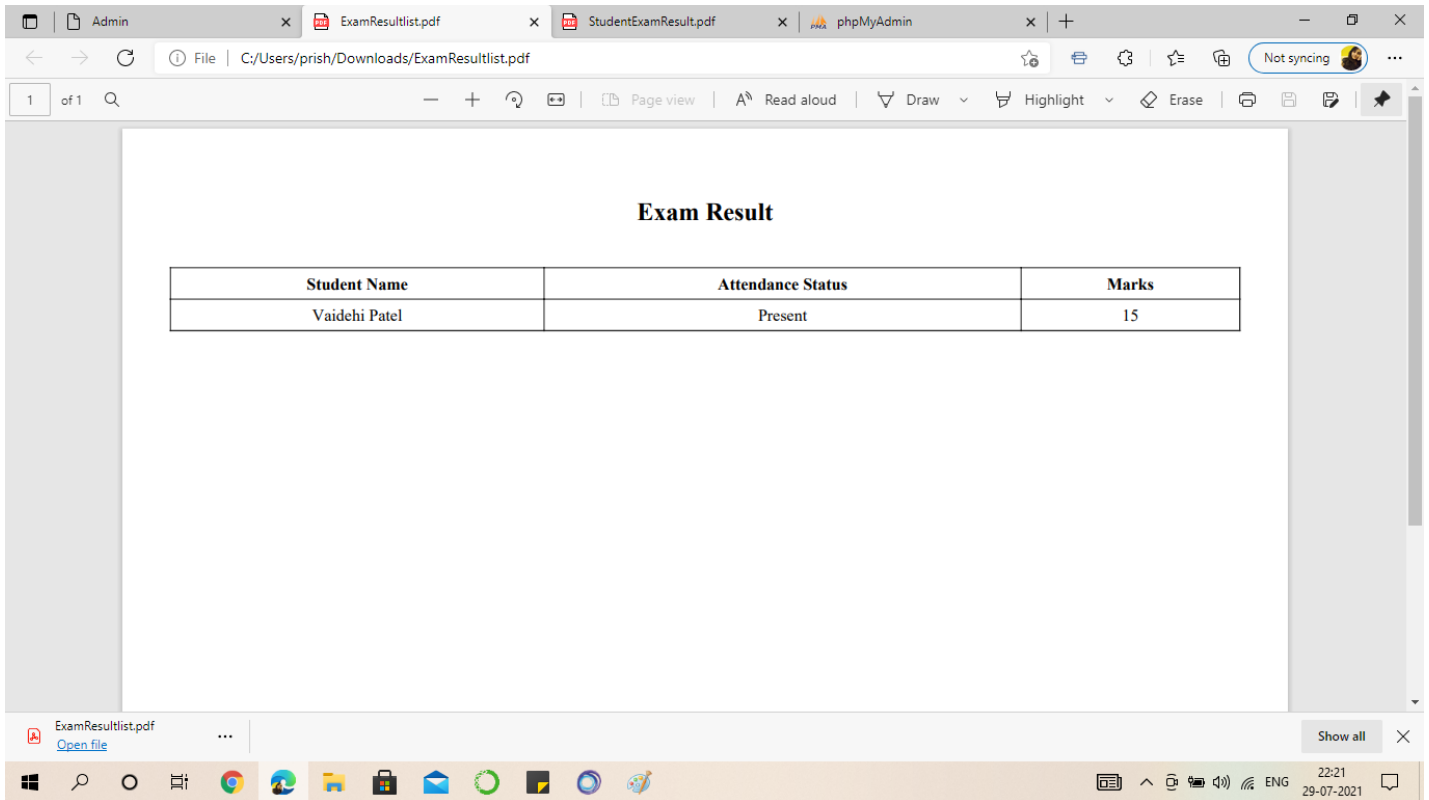 Admin ExamResultlist.pdf StudentExamResult.pdf phpMyAdmin
File C:/Users/prish/Downloads/ExamResultlist.pdf Not syncing
1 of 1 Page view Read aloud Draw Highlight Erase
Exam Result
Student Name Attendance Status Marks
Vaidehi Patel Present 15
ExamResultlist.pdf
Open file
Show all
ENG
22:21
29-07-2021